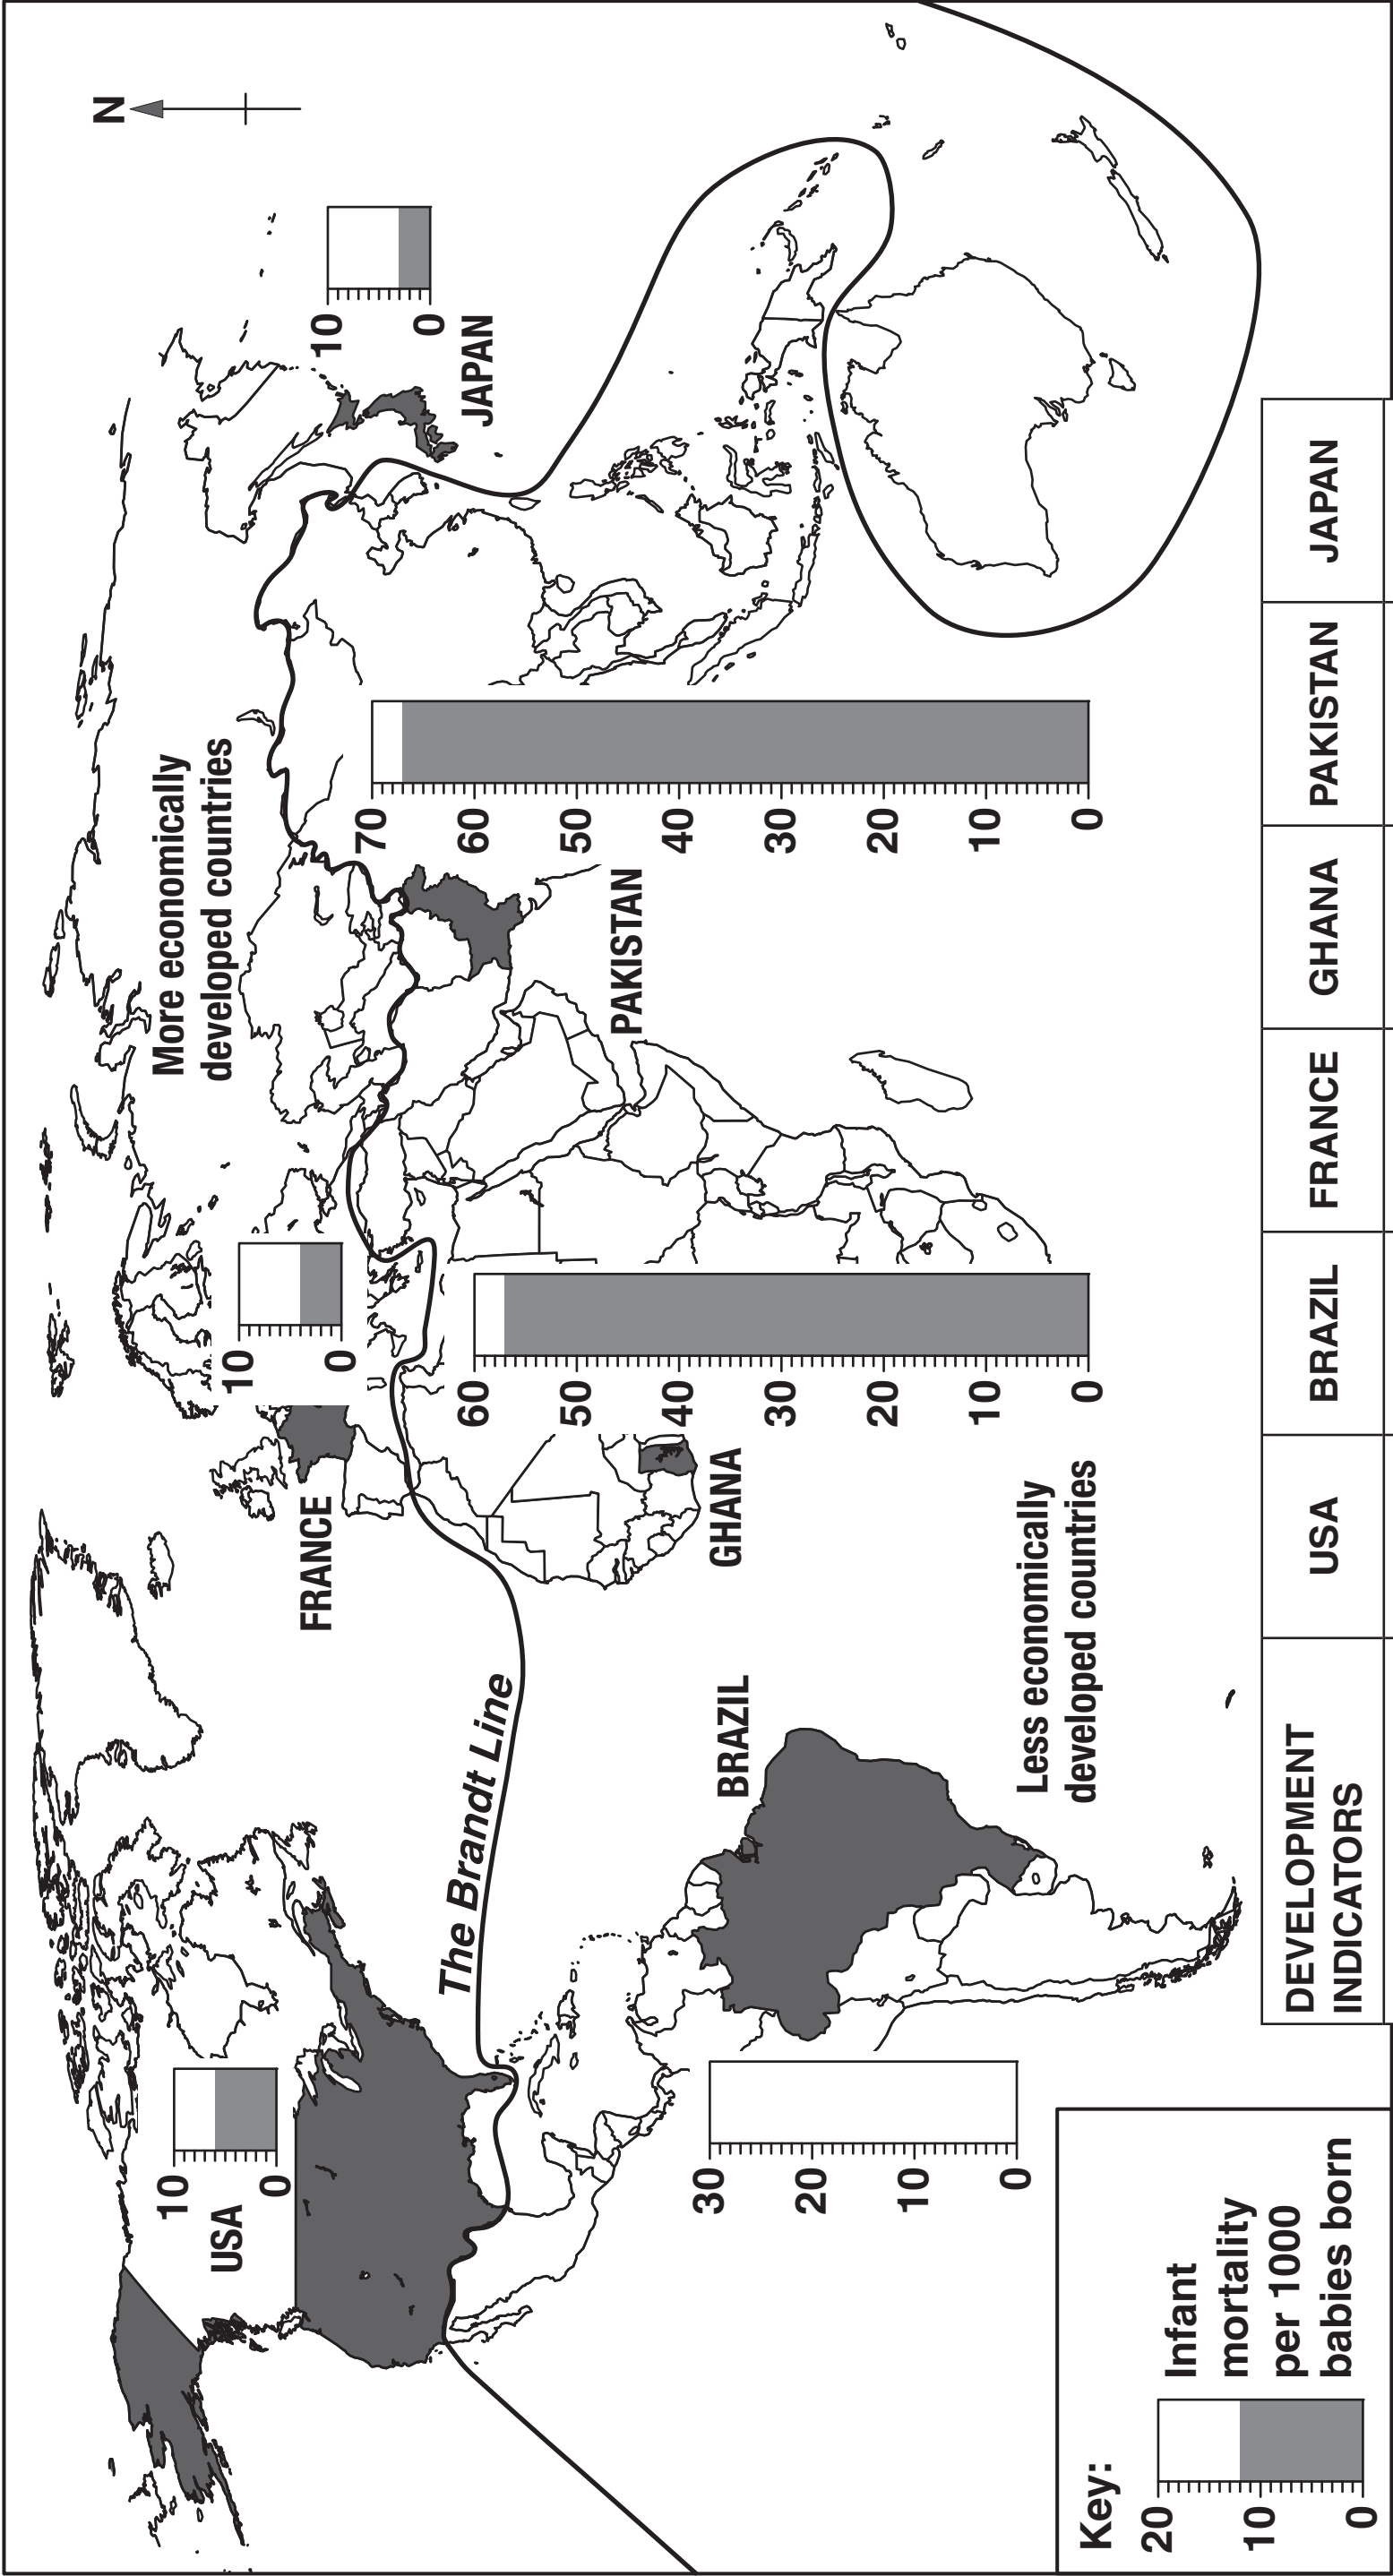 N
More economically
developed countries
10
0
USA
10
0
FRANCE
10
0
JAPAN
The Brandt Line
70
60
50
40
30
20
10
0
PAKISTAN
60
50
40
30
20
10
0
GHANA
BRAZIL
30
20
10
0
Less economically
developed countries
Key:
20
10
0
Infant
mortality
per 1000
babies born
DEVELOPMENT
INDICATORS
USA
BRAZIL
FRANCE
GHANA
PAKISTAN
JAPAN